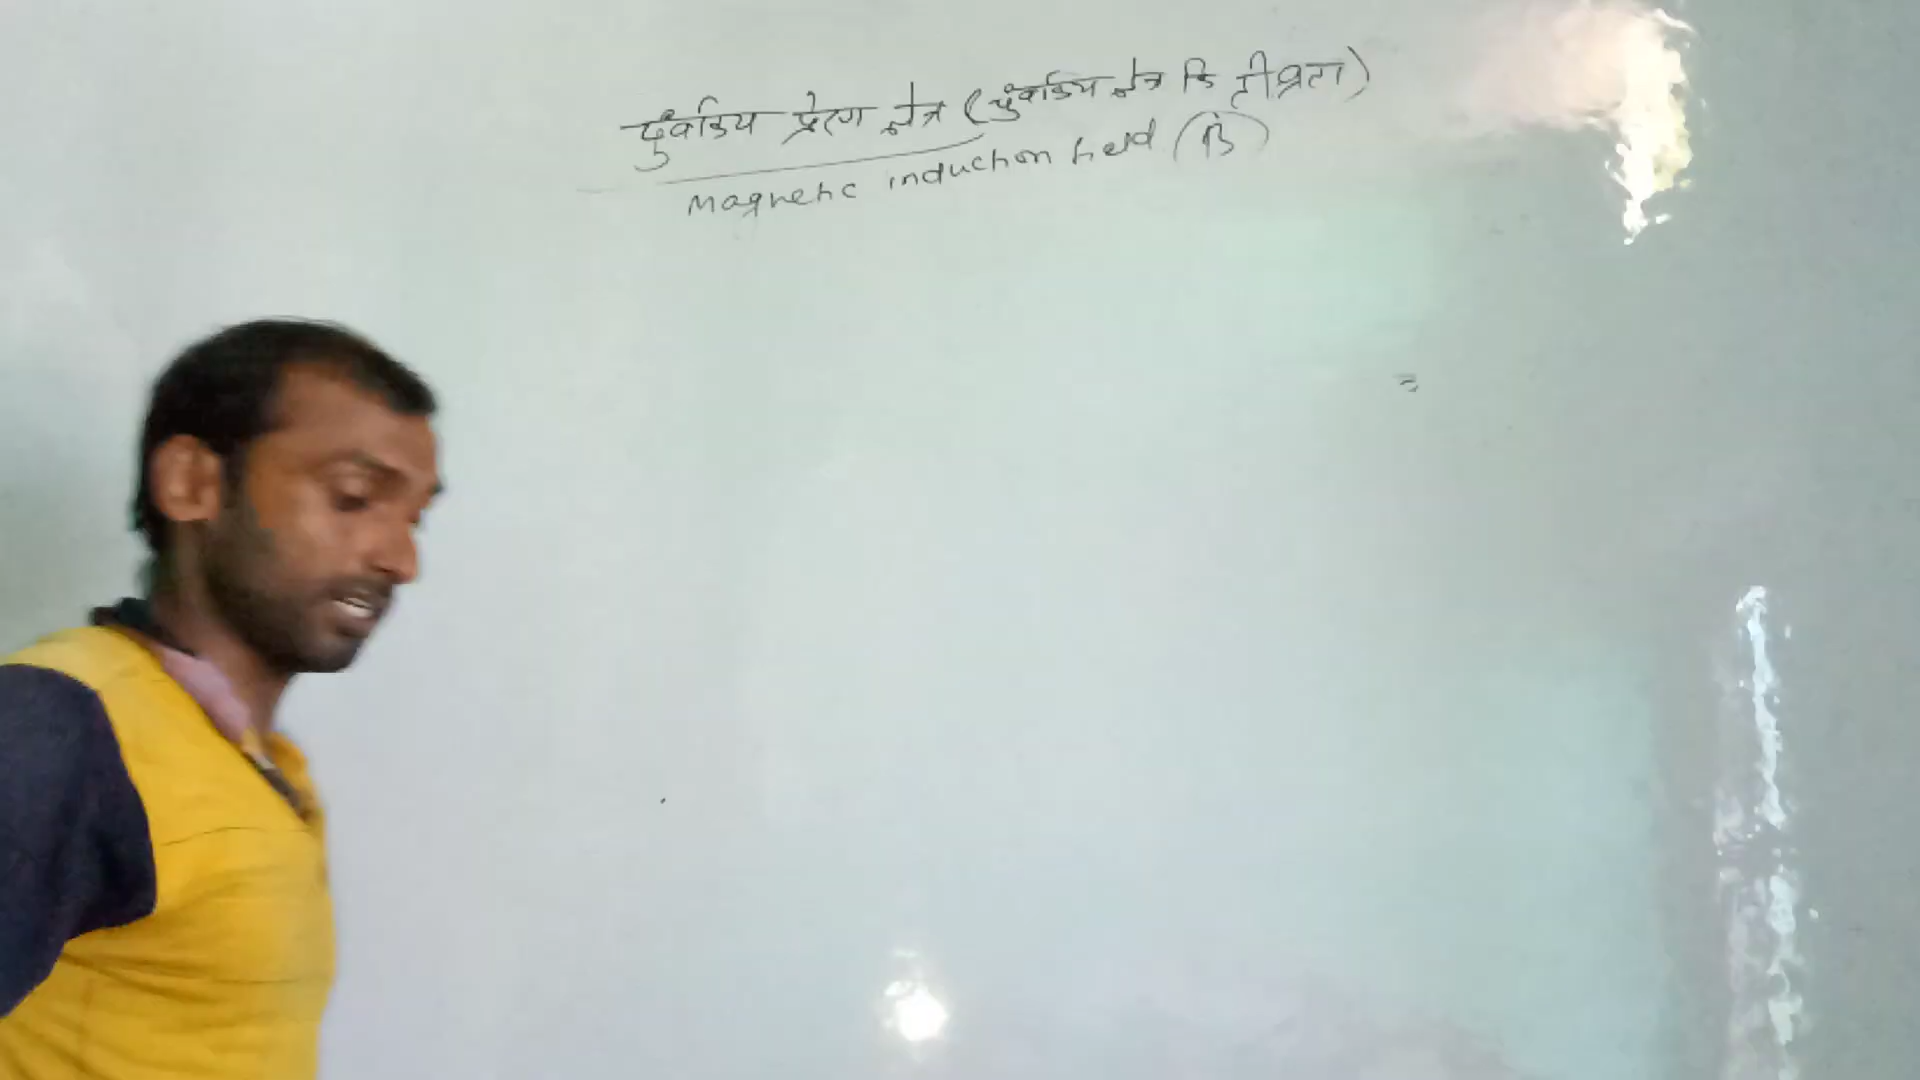 चुंबकिय प्रेरण क्षेत्र (चुंबकिय क्षेत्र कि तीव्रता)
Magnetic induction field (B)
=